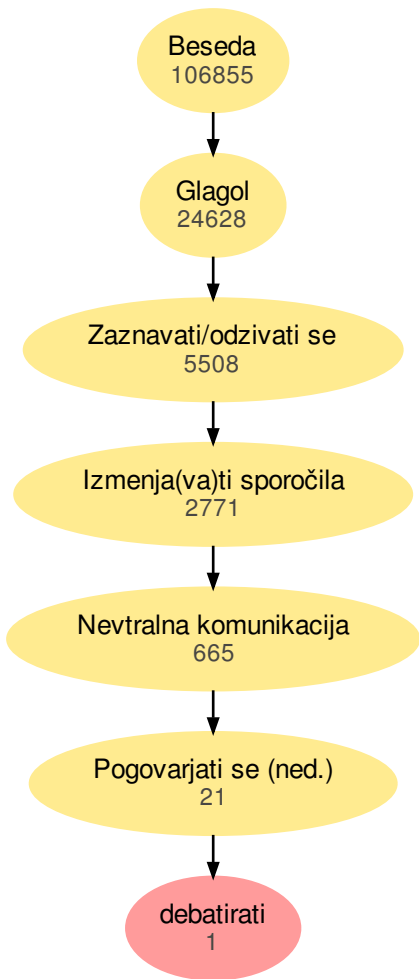 Beseda
106855
Glagol
24628
Zaznavati/odzivati se
5508
Izmenja(va)ti sporočila
2771
Nevtralna komunikacija
665
Pogovarjati se (ned.)
21
debatirati
1